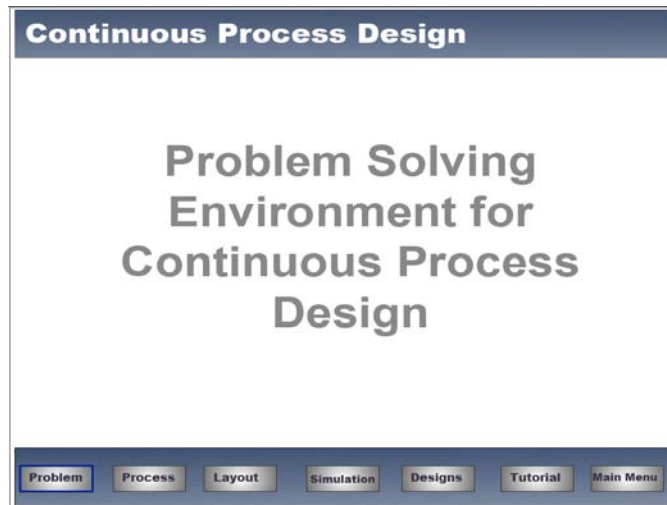 Continuous Process Design
Problem Solving
Environment for
Continuous Process
Design
Problem Process Layout Simulation Designs Tutorial Main Menu